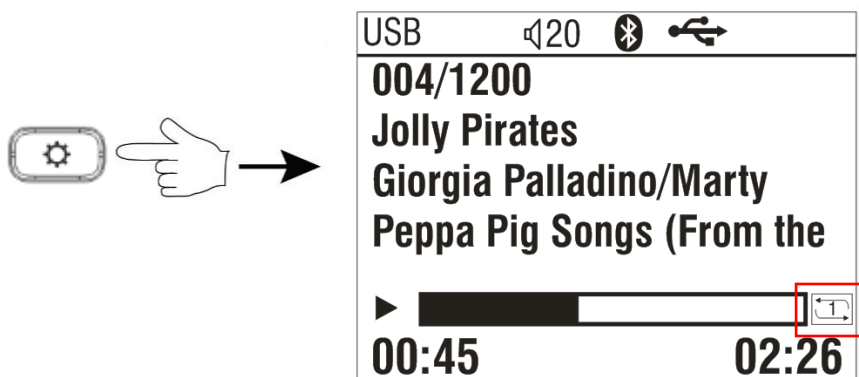 USB 20
004/1200
Jolly Pirates
Giorgia Palladino/Marty
Peppa Pig Songs (From the
1
00:45 02:26